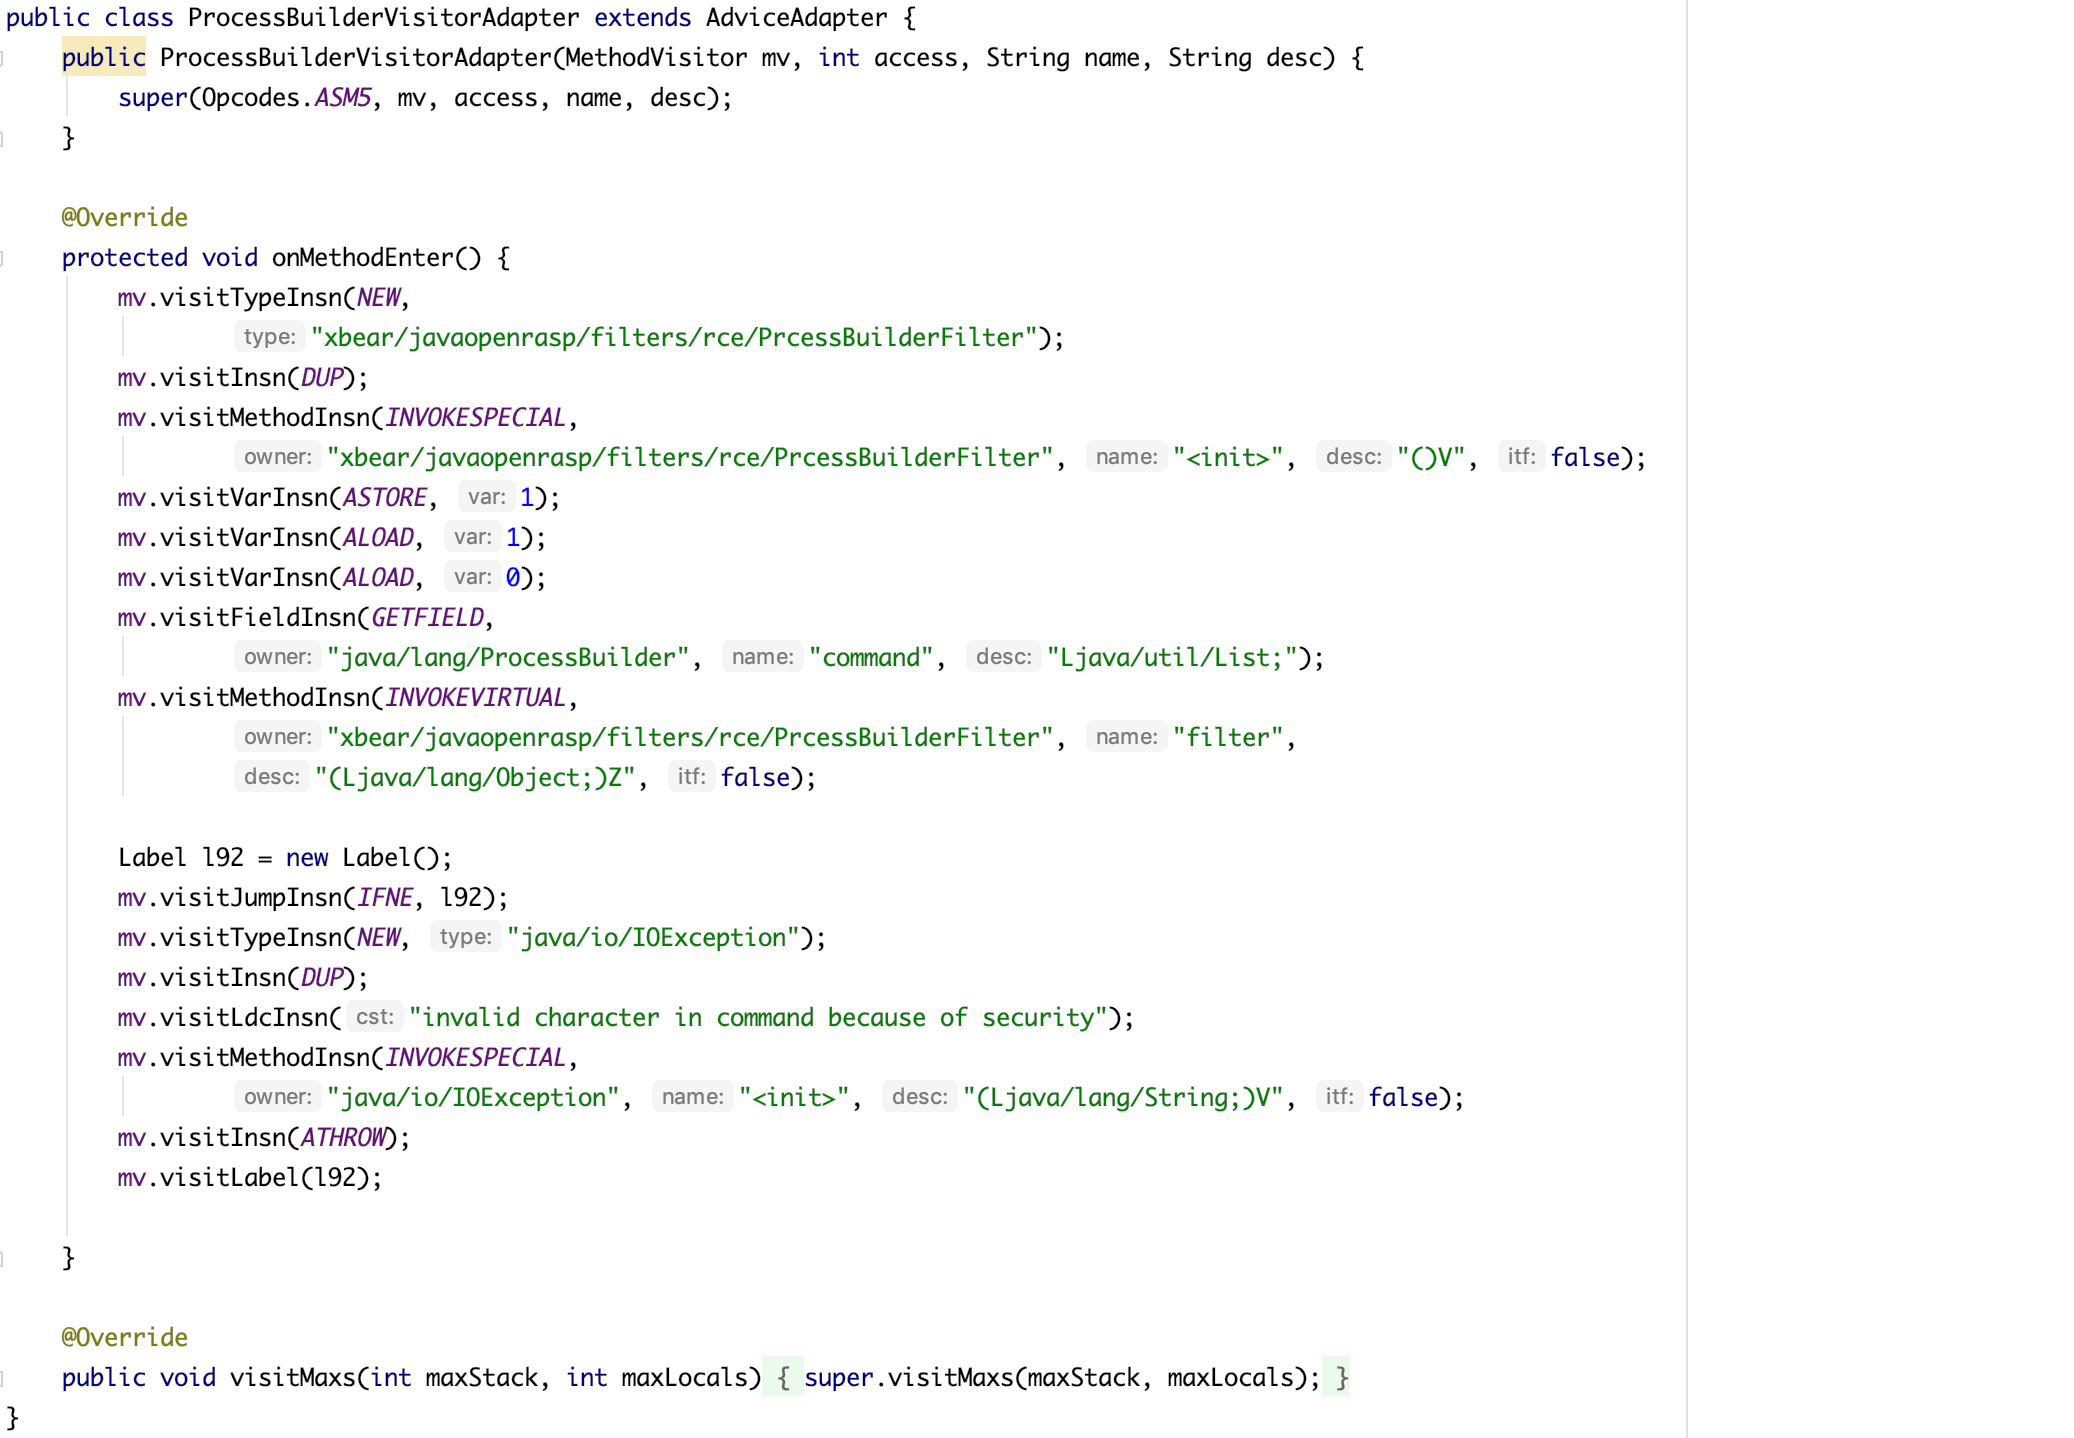 public class ProcessBuilderVisitorAdapter extends AdviceAdapter {
    public ProcessBuilderVisitorAdapter(MethodVisitor mv, int access, String name, String desc) {
        super(Opcodes.ASM5, mv, access, name, desc);
    }
    @Override
    protected void onMethodEnter() {
        mv.visitTypeInsn(NEW,
                type: "xbear/javaopenrasp/filters/rce/PrcessBuilderFilter");
        mv.visitInsn(DUP);
        mv.visitMethodInsn(INVOKESPECIAL,
                owner: "xbear/javaopenrasp/filters/rce/PrcessBuilderFilter", name: "<init>", desc: "()V", itf: false);
        mv.visitVarInsn(ASTORE, var: 1);
        mv.visitVarInsn(ALOAD, var: 1);
        mv.visitVarInsn(ALOAD, var: 0);
        mv.visitFieldInsn(GETFIELD,
                owner: "java/lang/ProcessBuilder", name: "command", desc: "Ljava/util/List;");
        mv.visitMethodInsn(INVOKEVIRTUAL,
                owner: "xbear/javaopenrasp/filters/rce/PrcessBuilderFilter", name: "filter",
                desc: "(Ljava/lang/Object;)Z", itf: false);
        Label l92 = new Label();
        mv.visitJumpInsn(IFNE, l92);
        mv.visitTypeInsn(NEW, type: "java/io/IOException");
        mv.visitInsn(DUP);
        mv.visitLdcInsn( cst: "invalid character in command because of security");
        mv.visitMethodInsn(INVOKESPECIAL,
                owner: "java/io/IOException", name: "<init>", desc: "(Ljava/lang/String;)V", itf: false);
        mv.visitInsn(ATHROW);
        mv.visitLabel(l92);
    }
    @Override
    public void visitMaxs(int maxStack, int maxLocals) { super.visitMaxs(maxStack, maxLocals); }
}